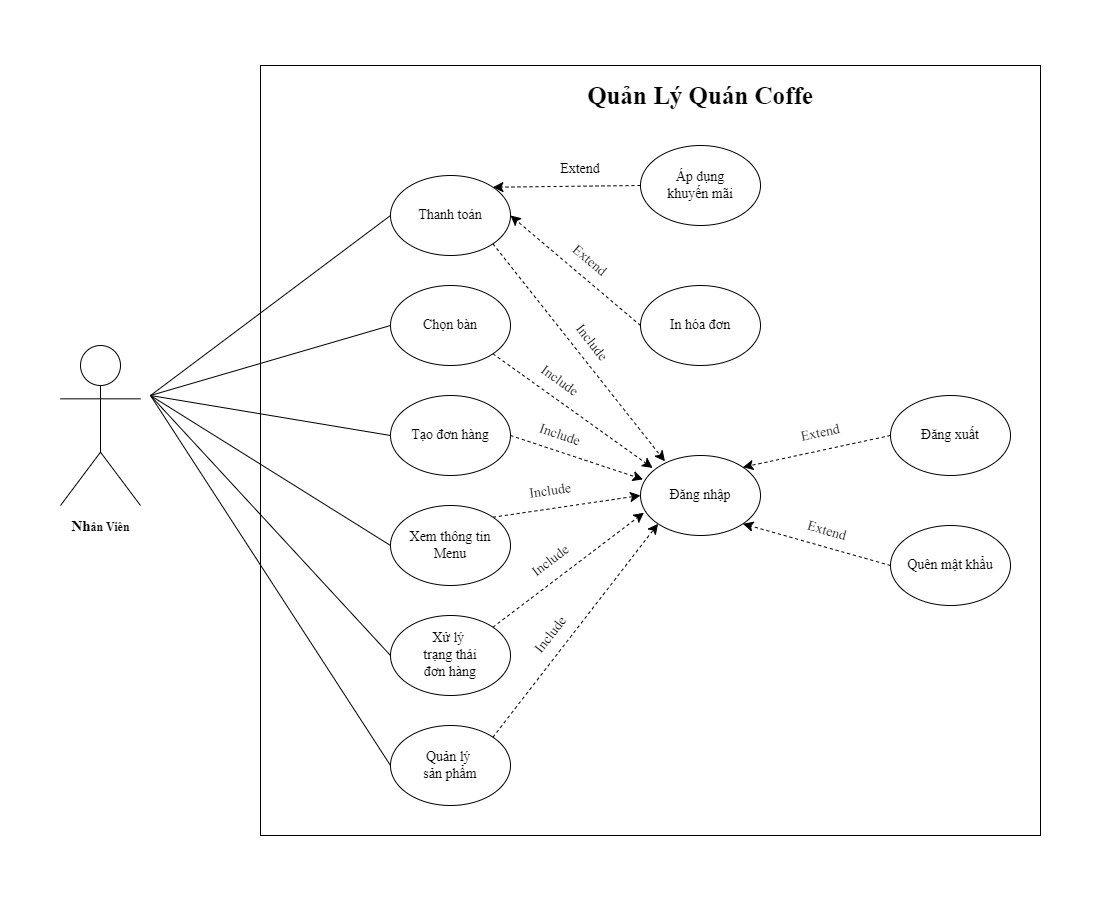 Quản Lý Quán Coffe
Extend
Áp dụng
khuyến mãi
Thanh toán
Extend
In hóa đơn
Include
Chọn bàn
Include
Tạo đơn hàng
Include
Extend
Đăng xuất
Đăng nhập
Include
Xem thông tin
Menu
Extend
Quên mật khẩu
Nhân Viên
Include
Xử lý
trạng thái
đơn hàng
Include
Quản lý
sản phẩm